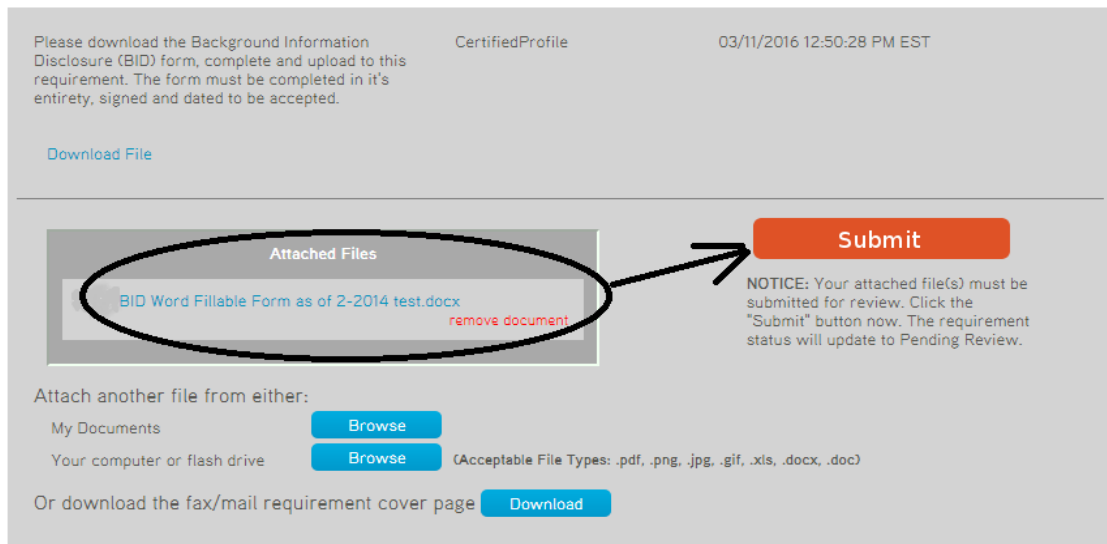 Please download the Background Information
Disclosure (BID) form, complete and upload to this
requirement. The form must be completed in it's
entirety, signed and dated to be accepted.
CertifiedProfile
03/11/2016 12:50:28 PM EST
Download File
Attached Files
BID Word Fillable Form as of 2-2014 test.docx
remove document
Submit
NOTICE: Your attached file(s) must be
submitted for review. Click the
"Submit" button now. The requirement
status will update to Pending Review.
Attach another file from either:
My Documents Browse
Your computer or flash drive Browse (Acceptable File Types: .pdf, .png, .jpg, .gif, .xls, .docx, .doc)
Or download the fax/mail requirement cover page Download